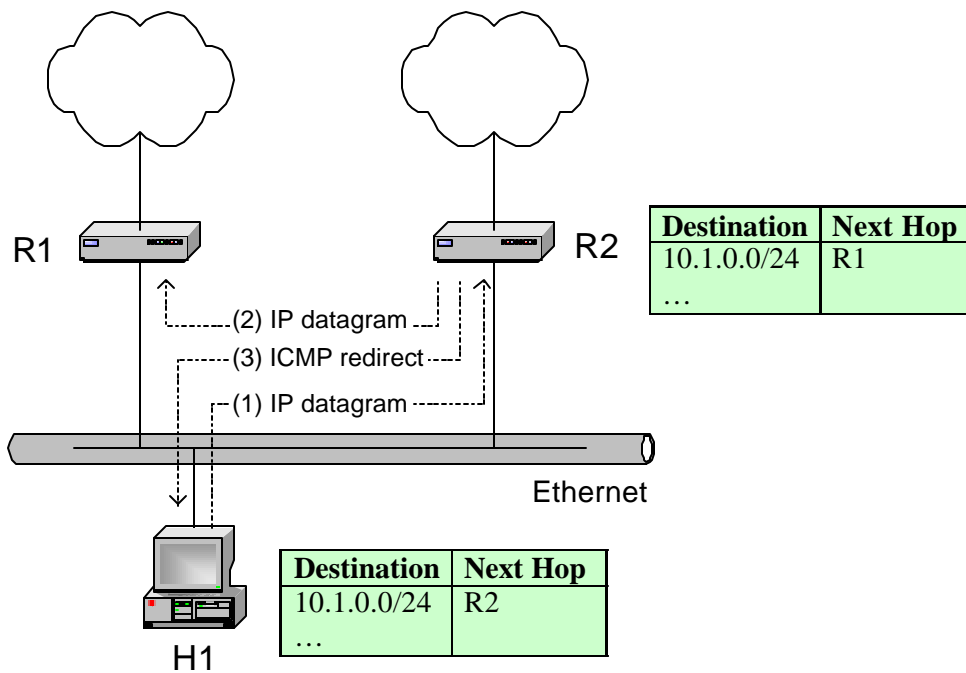 R1
R2
Destination Next Hop
10.1.0.0/24 R1
…
(2) IP datagram
(3) ICMP redirect
(1) IP datagram
Ethernet
Destination Next Hop
10.1.0.0/24 R2
…
H1